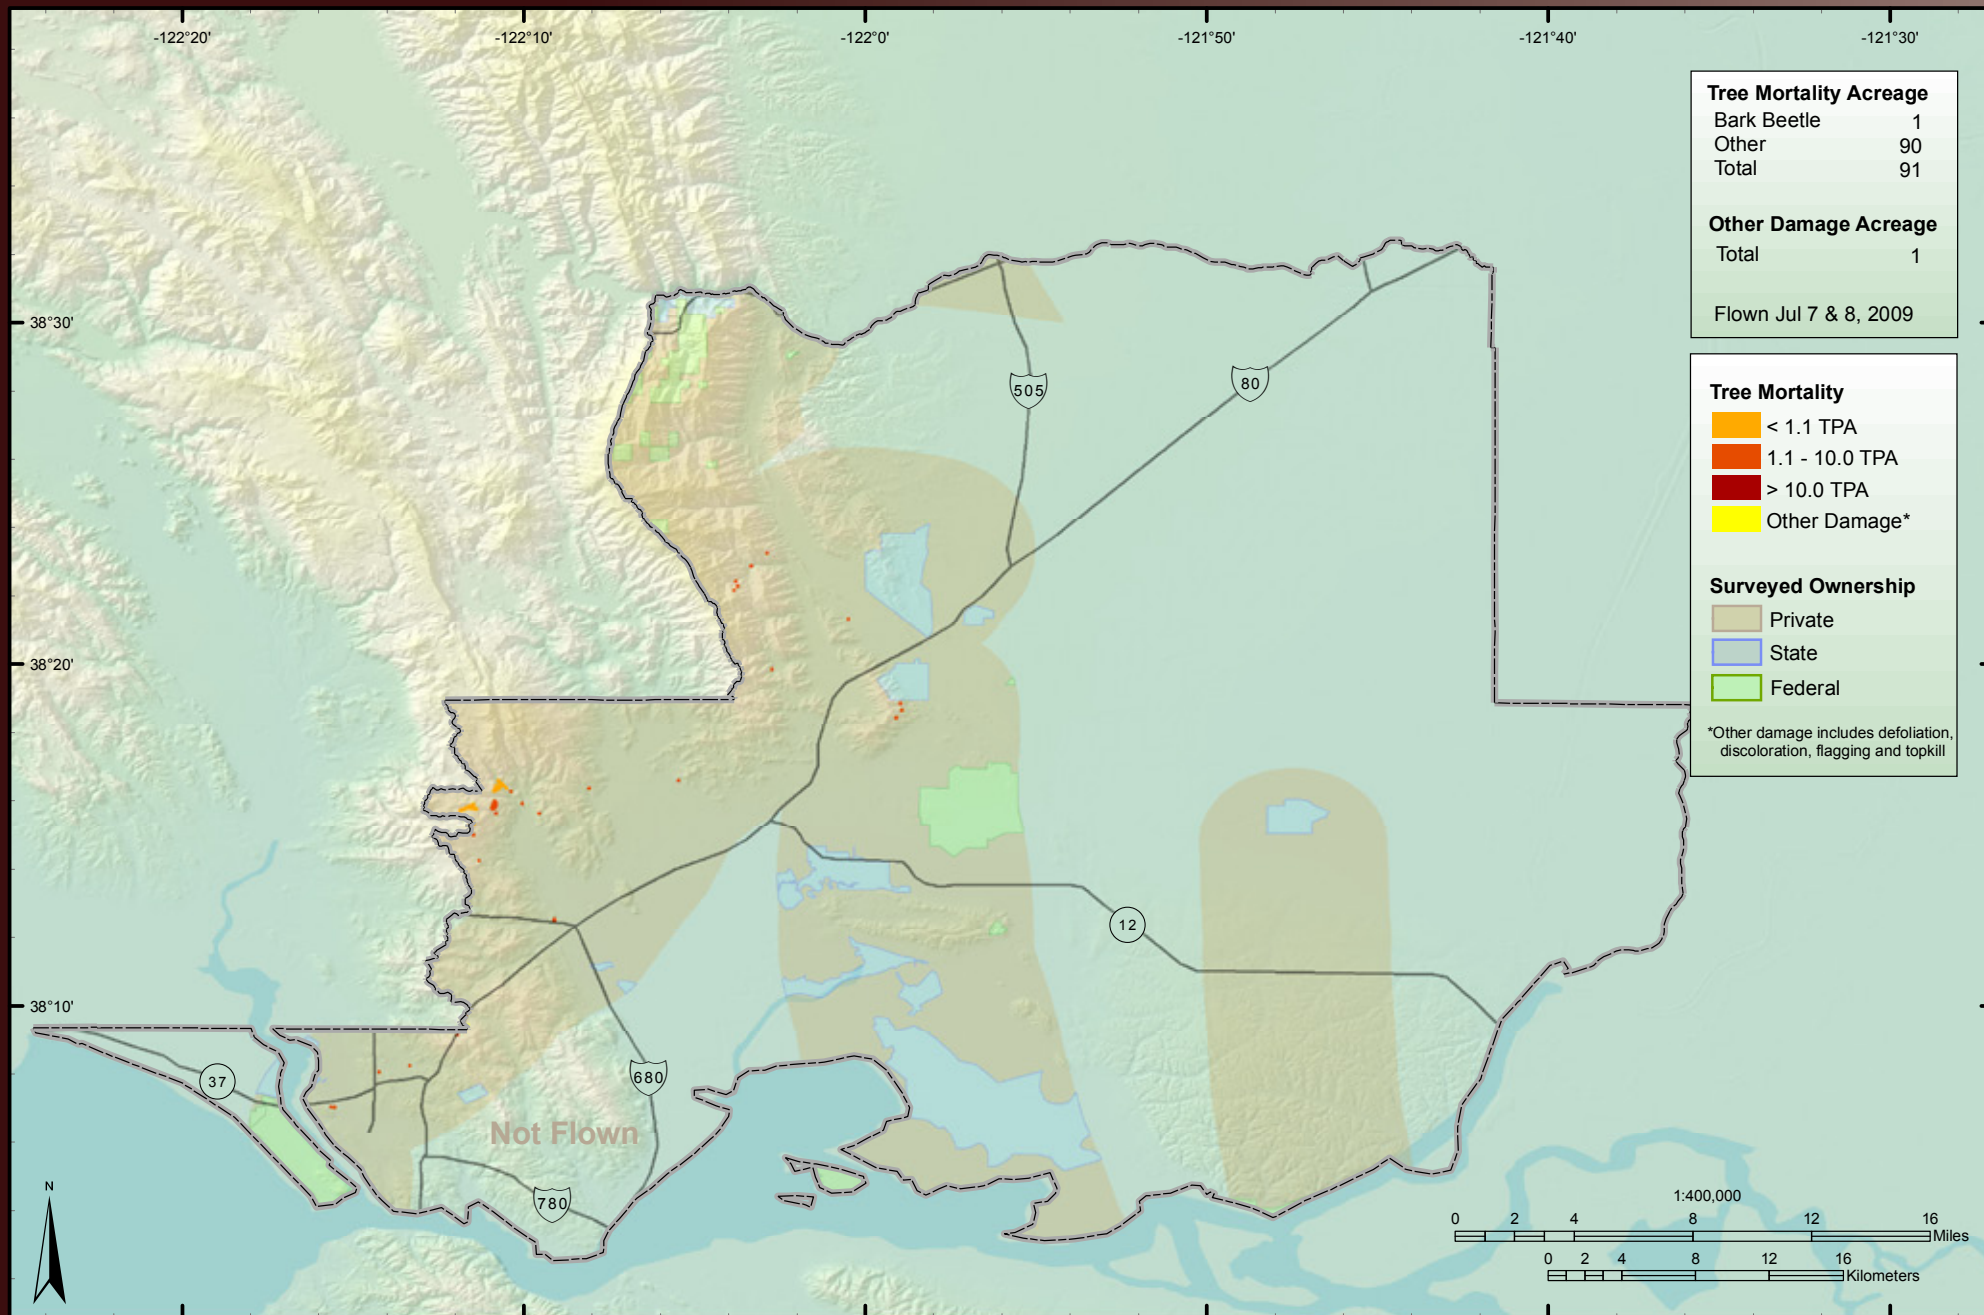 -122°20'
-122°10'
-122°0'
-121°50'
-121°40'
-121°30'
Tree Mortality Acreage
Bark Beetle 1
Other 90
Total 91
Other Damage Acreage
Total 1
Flown Jul 7 & 8, 2009
38°30'
505
80
Tree Mortality
< 1.1 TPA
1.1 - 10.0 TPA
> 10.0 TPA
Other Damage*
Surveyed Ownership
Private
State
Federal
*Other damage includes defoliation,
discoloration, flagging and topkill
38°20'
12
38°10'
37
680
Not Flown
780
N
1:400,000
0 2 4 8 12 16
Miles
0 2 4 8 12 16
Kilometers